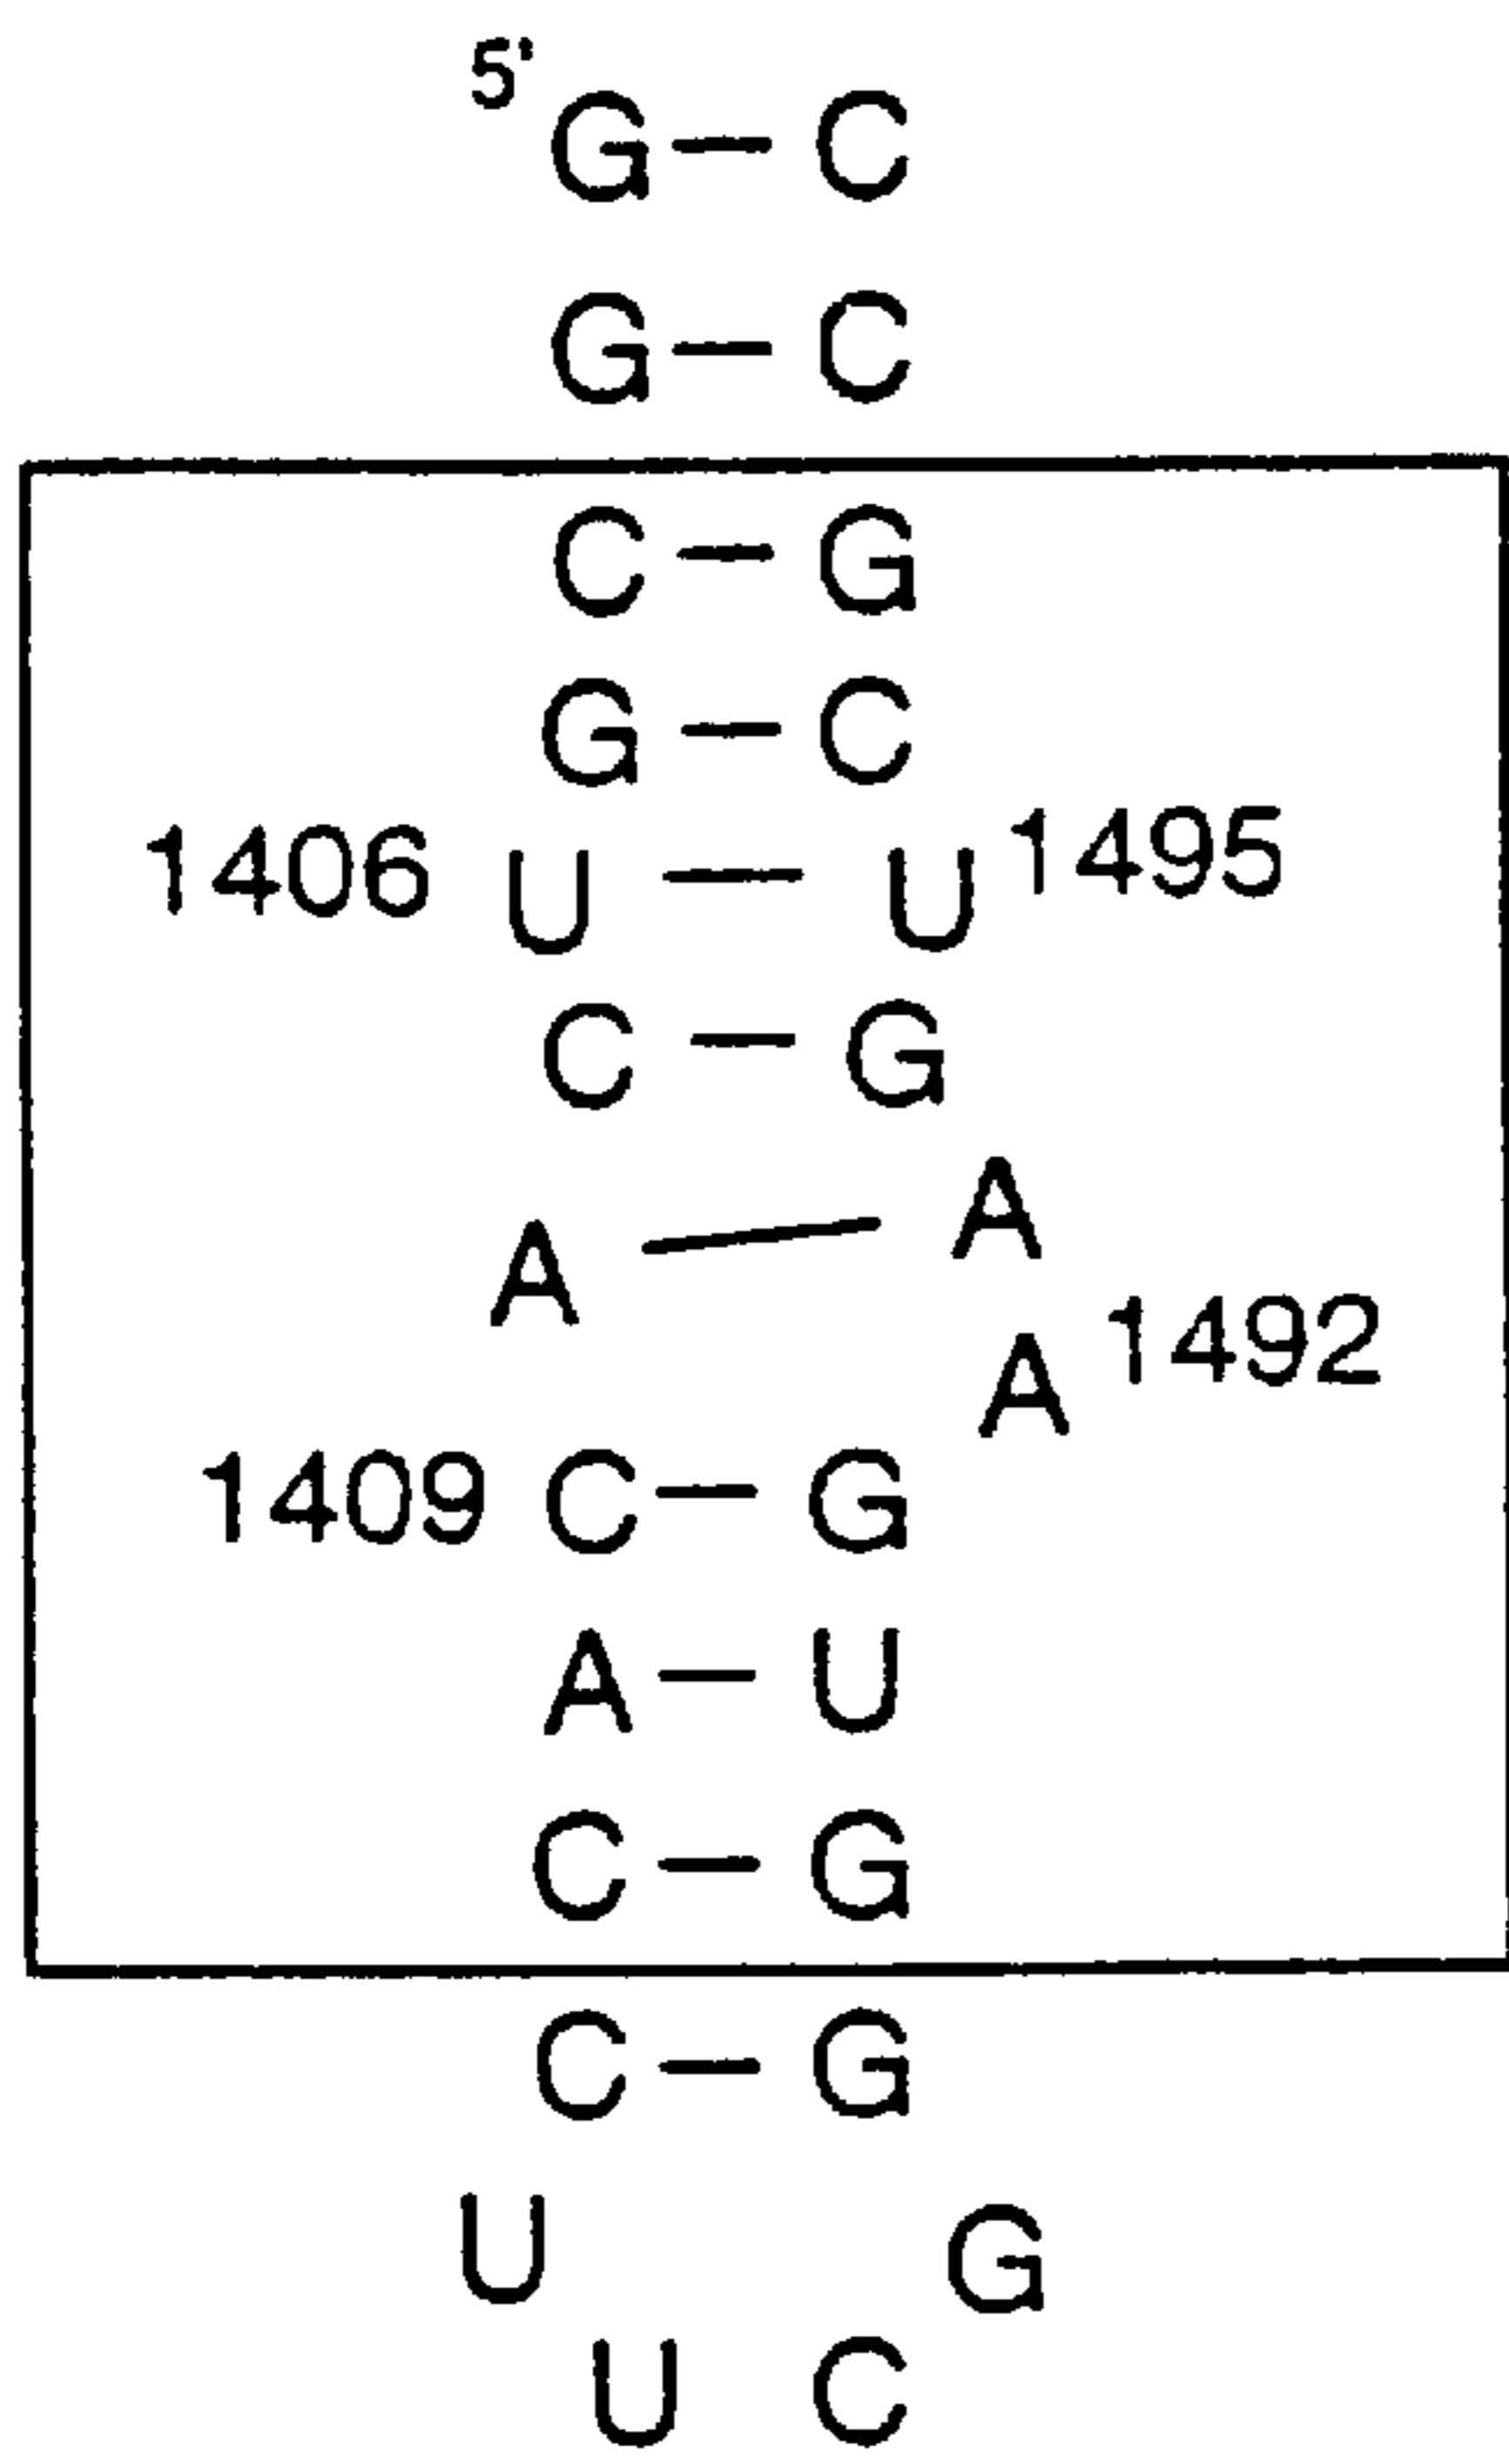 5'
G – C
G – C
C – G
G – C
1406 U – U 1495
C – G
A – A
A 1492
1409 C – G
A – U
C – G
C – G
U G
U C